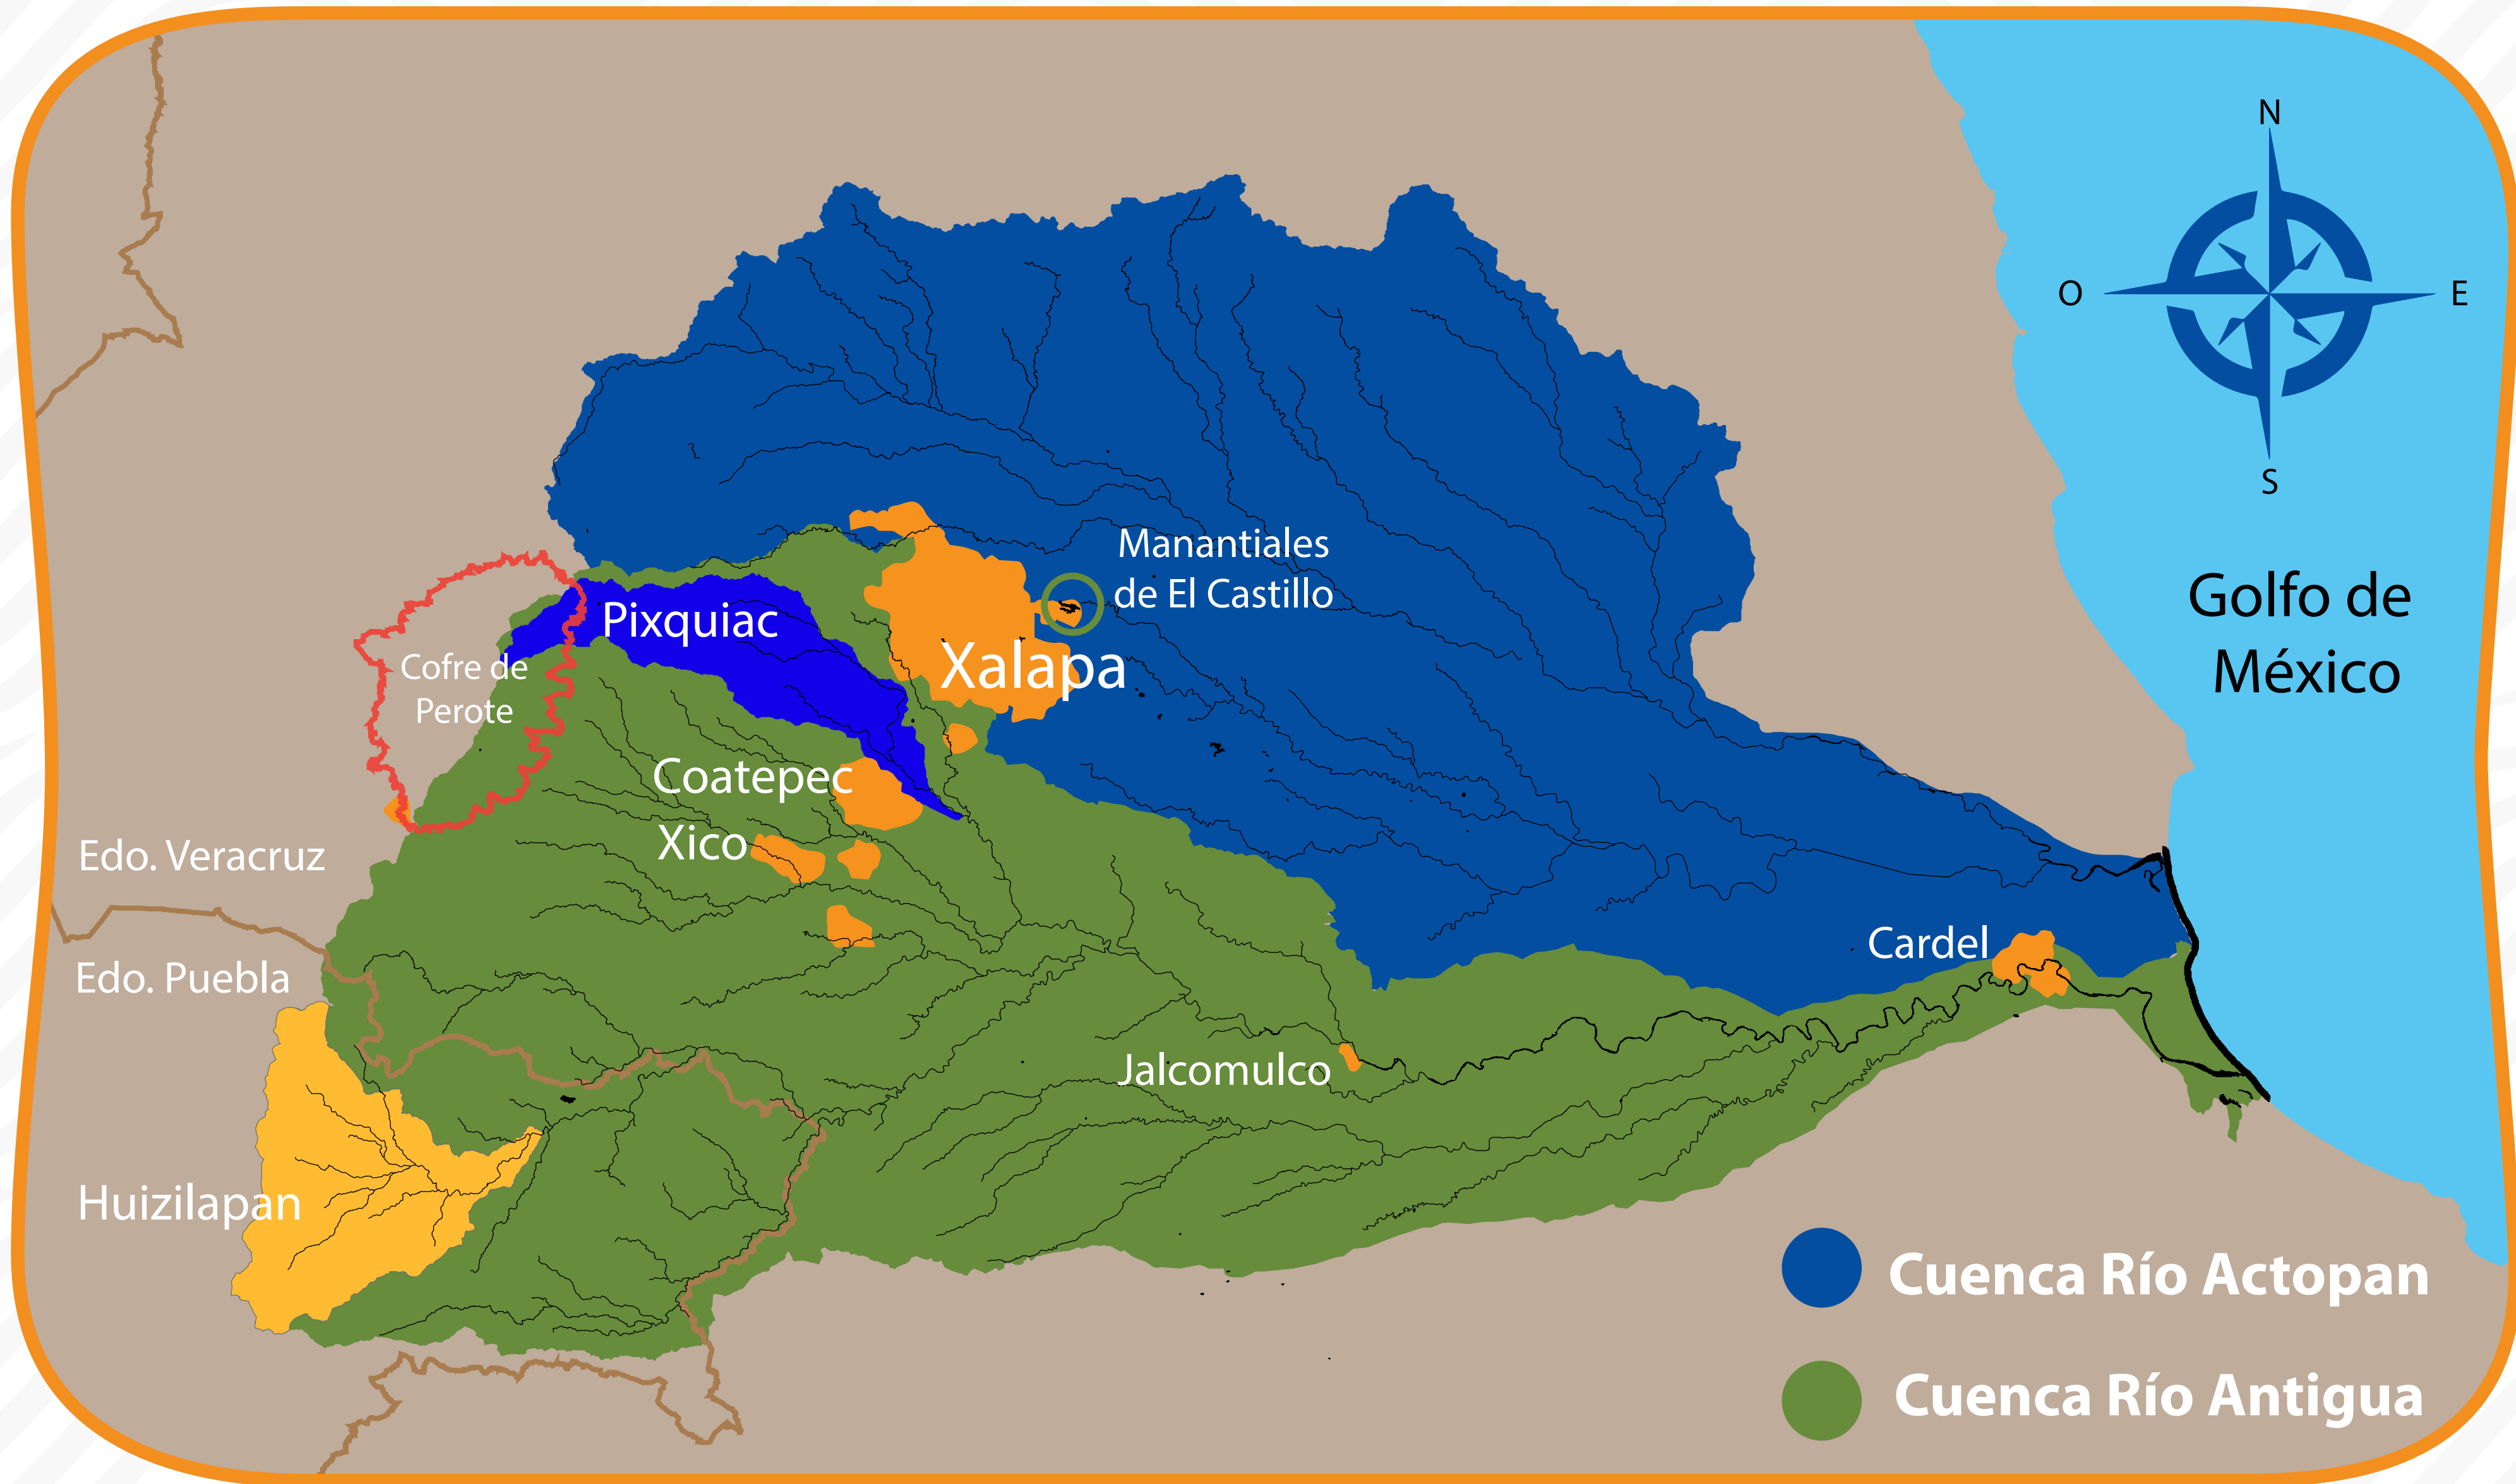 N
O
E
S
Manantiales
de El Castillo
Golfo de
México
Pixquiac
Xalapa
Cofre de
Perote
Coatepec
Xico
Edo. Veracruz
Cardel
Edo. Puebla
Jalcomulco
Huizilapan
Cuenca Río Actopan
Cuenca Río Antigua